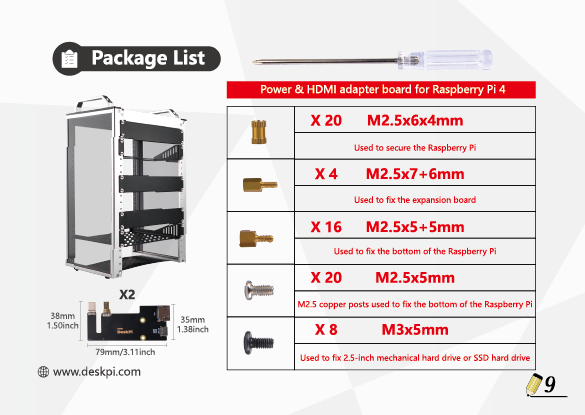 Package List
Power & HDMI adapter board for Raspberry Pi 4
X 20 M2.5x6x4mm
Used to secure the Raspberry Pi
X 4 M2.5x7+6mm
Used to fix the expansion board
X 16 M2.5x5+5mm
Used to fix the bottom of the Raspberry Pi
X 20 M2.5x5mm
M2.5 copper posts used to fix the bottom of the Raspberry Pi
X 8 M3x5mm
Used to fix 2.5-inch mechanical hard drive or SSD hard drive
X2
38mm
1.50inch
DeskPi
35mm
1.38inch
79mm/3.11inch
www.deskpi.com
9